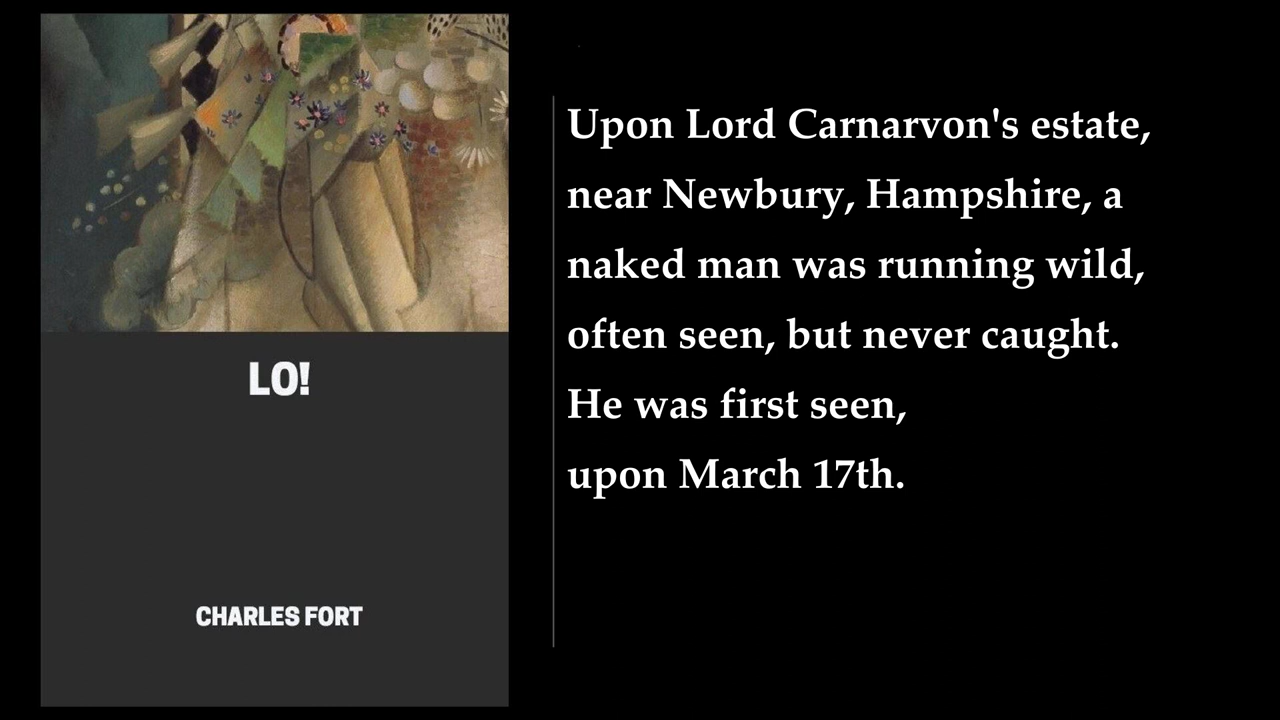 LO!
CHARLES FORT
Upon Lord Carnarvon's estate,
near Newbury, Hampshire, a
naked man was running wild,
often seen, but never caught.
He was first seen,
upon March 17th.